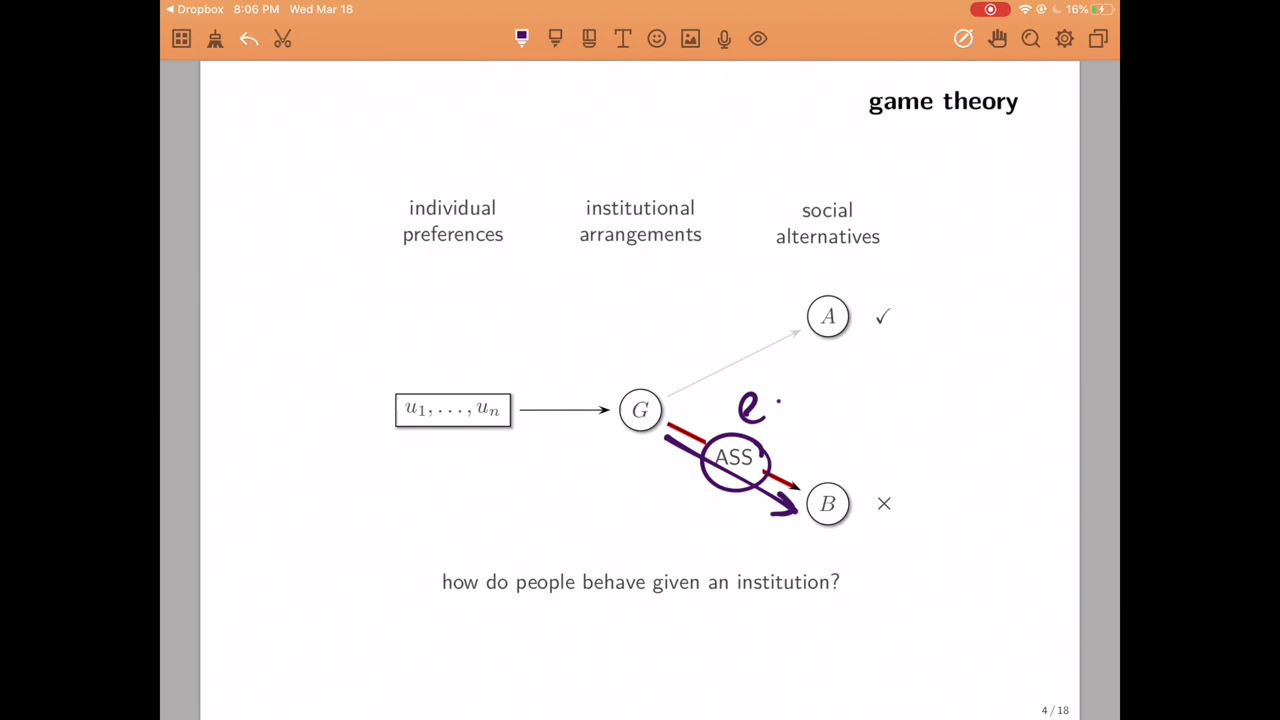 Dropbox 8:06 PM Wed Mar 18 16%
game theory
individual preferences
institutional arrangements
social alternatives
A ✓
u₁, . . . , uₙ
G
e
ASS
B ×
how do people behave given an institution?
4 / 18